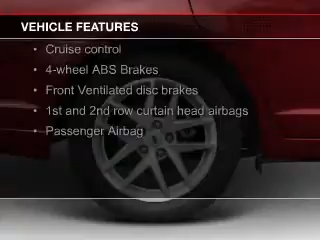 VEHICLE FEATURES
• Cruise control
• 4-wheel ABS Brakes
• Front Ventilated disc brakes
• 1st and 2nd row curtain head airbags
• Passenger Airbag